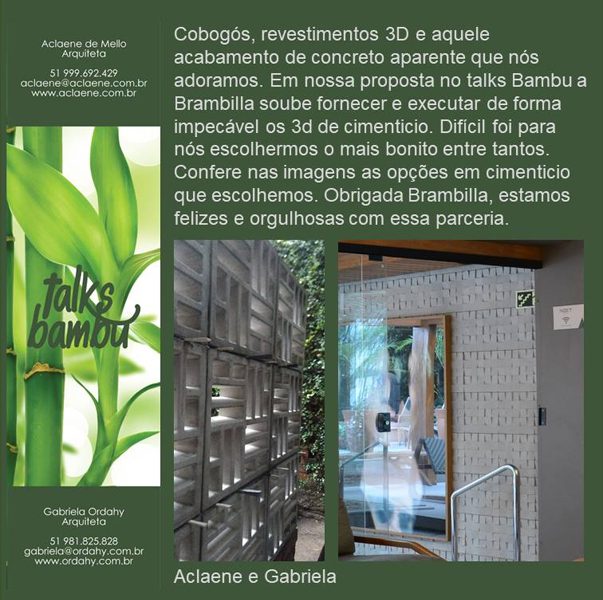 Aclaene de Mello
Arquiteta
51 999.692.429
aclaene@aclaene.com.br
www.aclaene.com.br
talks
bambu
Gabriela Ordahy
Arquiteta
51 981.825.828
gabriela@ordahy.com.br
www.ordahy.com.br
Cobogós, revestimentos 3D e aquele
acabamento de concreto aparente que nós
adoramos. Em nossa proposta no talks Bambu a
Brambilla soube fornecer e executar de forma
impecável os 3d de cimenticio. Difícil foi para
nós escolhermos o mais bonito entre tantos.
Confere nas imagens as opções em cimenticio
que escolhemos. Obrigada Brambilla, estamos
felizes e orgulhosas com essa parceria.
Aclaene e Gabriela